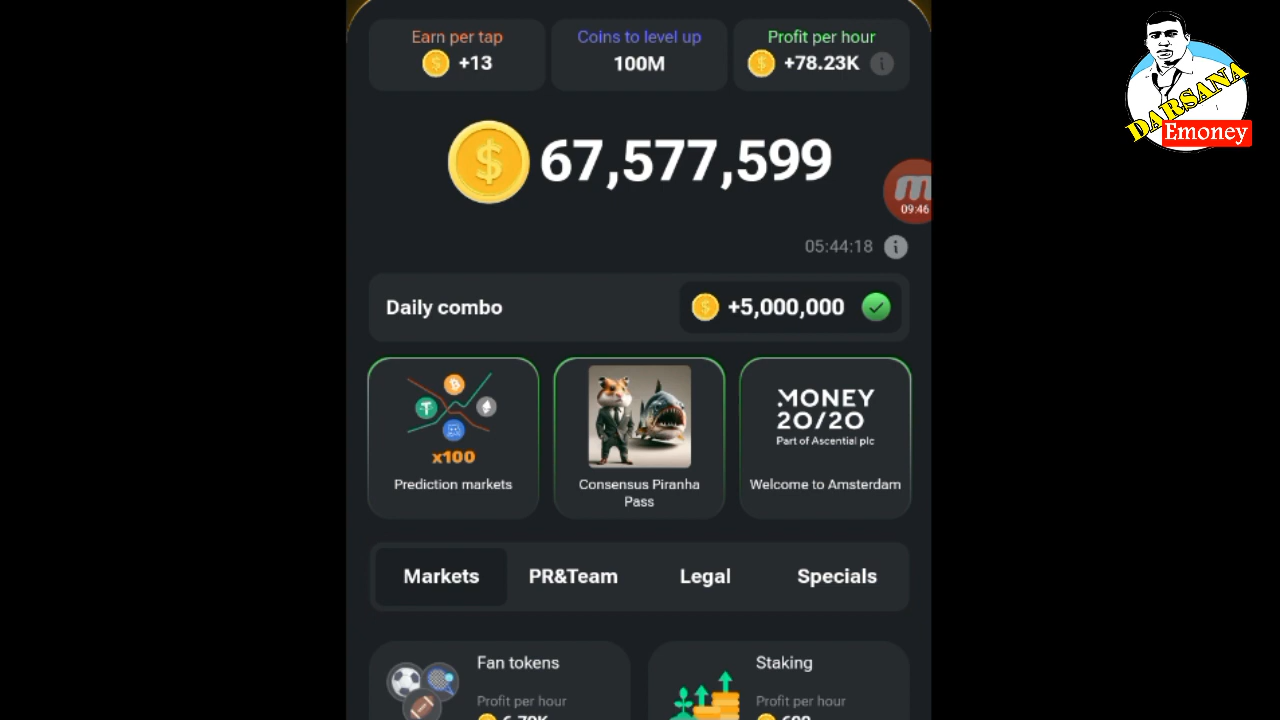 Earn per tap
+13
Coins to level up
100M
Profit per hour
+78.23K
67,577,599
09:46
05:44:18
Daily combo
+5,000,000
x100
Prediction markets
Consensus Piranha
Pass
MONEY
20/20
Part of Ascential plc
Welcome to Amsterdam
Markets
PR&Team
Legal
Specials
Fan tokens
Profit per hour
Staking
Profit per hour
DARSANA
Emoney